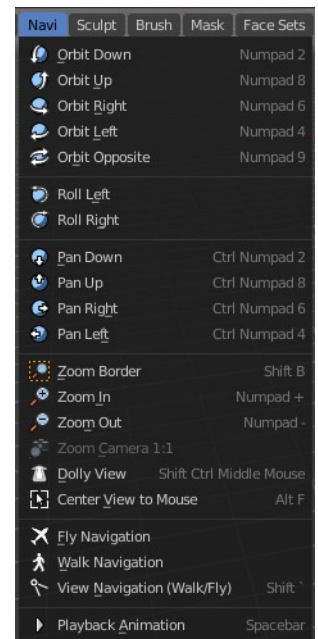 Navi Sculpt Brush Mask Face Sets
Orbit Down Numpad 2
Orbit Up Numpad 8
Orbit Right Numpad 6
Orbit Left Numpad 4
Orbit Opposite Numpad 9
Roll Left
Roll Right
Pan Down Ctrl Numpad 2
Pan Up Ctrl Numpad 8
Pan Right Ctrl Numpad 6
Pan Left Ctrl Numpad 4
Zoom Border Shift B
Zoom In Numpad +
Zoom Out Numpad -
Zoom Camera 1:1
Dolly View Shift Ctrl Middle Mouse
Center View to Mouse Alt F
Fly Navigation
Walk Navigation
View Navigation (Walk/Fly) Shift `
Playback Animation Spacebar